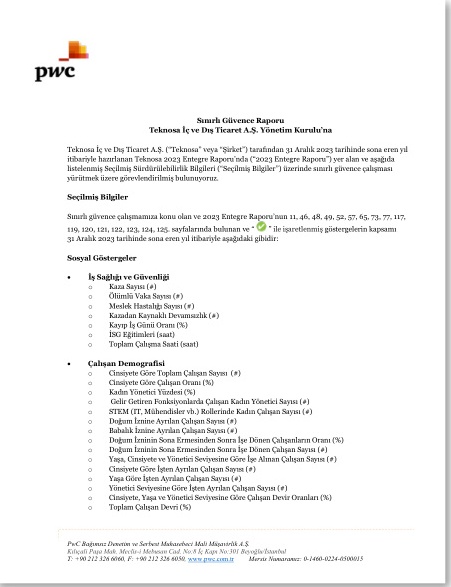 pwc
Sınırlı Güvence Raporu
Teknosa İç ve Dış Ticaret A.Ş. Yönetim Kurulu'na
Teknosa İç ve Dış Ticaret A.Ş. ("Teknosa" veya "Şirket") tarafından 31 Aralık 2023 tarihinde sona eren yıl
itibariyle hazırlanan Teknosa 2023 Entegre Raporu'nda ("2023 Entegre Raporu") yer alan ve aşağıda
listelenmiş Seçilmiş Sürdürülebilirlik Bilgileri ("Seçilmiş Bilgiler") üzerinde sınırlı güvence çalışması
yürütmek üzere görevlendirilmiş bulunuyoruz.
Seçilmiş Bilgiler
Sınırlı güvence çalışmamıza konu olan ve 2023 Entegre Raporu'nun 11, 46, 48, 49, 52, 57, 65, 73, 77, 117,
119, 120, 121, 122, 123, 124, 125. sayfalarında bulunan ve " ✅ " ile işaretlenmiş göstergelerin kapsamı
31 Aralık 2023 tarihinde sona eren yıl itibariyle aşağıdaki gibidir:
Sosyal Göstergeler
• İş Sağlığı ve Güvenliği
o Kaza Sayısı (#)
o Ölümlü Vaka Sayısı (#)
o Meslek Hastalığı Sayısı (#)
o Kazadan Kaynaklı Devamsızlık (#)
o Kayıp İş Günü Oranı (%)
o İSG Eğitimleri (saat)
o Toplam Çalışma Saati (saat)
• Çalışan Demografisi
o Cinsiyete Göre Toplam Çalışan Sayısı (#)
o Cinsiyete Göre Çalışan Oranı (%)
o Kadın Yönetici Yüzdesi (%)
o Gelir Getiren Fonksiyonlarda Çalışan Kadın Yönetici Sayısı (#)
o STEM (IT, Mühendisler vb.) Rollerinde Kadın Çalışan Sayısı (#)
o Doğum İznine Ayrılan Çalışan Sayısı (#)
o Babalık İznine Ayrılan Çalışan Sayısı (#)
o Doğum İzninin Sona Ermesinden Sonra İşe Dönen Çalışanların Oranı (%)
o Doğum İzninin Sona Ermesinden Sonra İşe Dönen Çalışan Sayısı (#)
o Yaşa, Cinsiyete ve Yönetici Seviyesine Göre İşe Alınan Çalışan Sayısı (#)
o Cinsiyete Göre İşten Ayrılan Çalışan Sayısı (#)
o Yaşa Göre İşten Ayrılan Çalışan Sayısı (#)
o Yönetici Seviyesine Göre İşten Ayrılan Çalışan Sayısı (#)
o Cinsiyete, Yaşa ve Yönetici Seviyesine Göre Çalışan Devir Oranları (%)
o Toplam Çalışan Devri (%)
PwC Bağımsız Denetim ve Serbest Muhasebeci Mali Müşavirlik A.Ş.
Kılıçali Paşa Mah. Meclis-i Mebusan Cad. No:8 İç Kapı No:301 Beyoğlu/İstanbul
T: +90 212 326 6060, F: +90 212 326 6050, www.pwc.com.tr Mersis Numaramız: 0-1460-0224-0500015